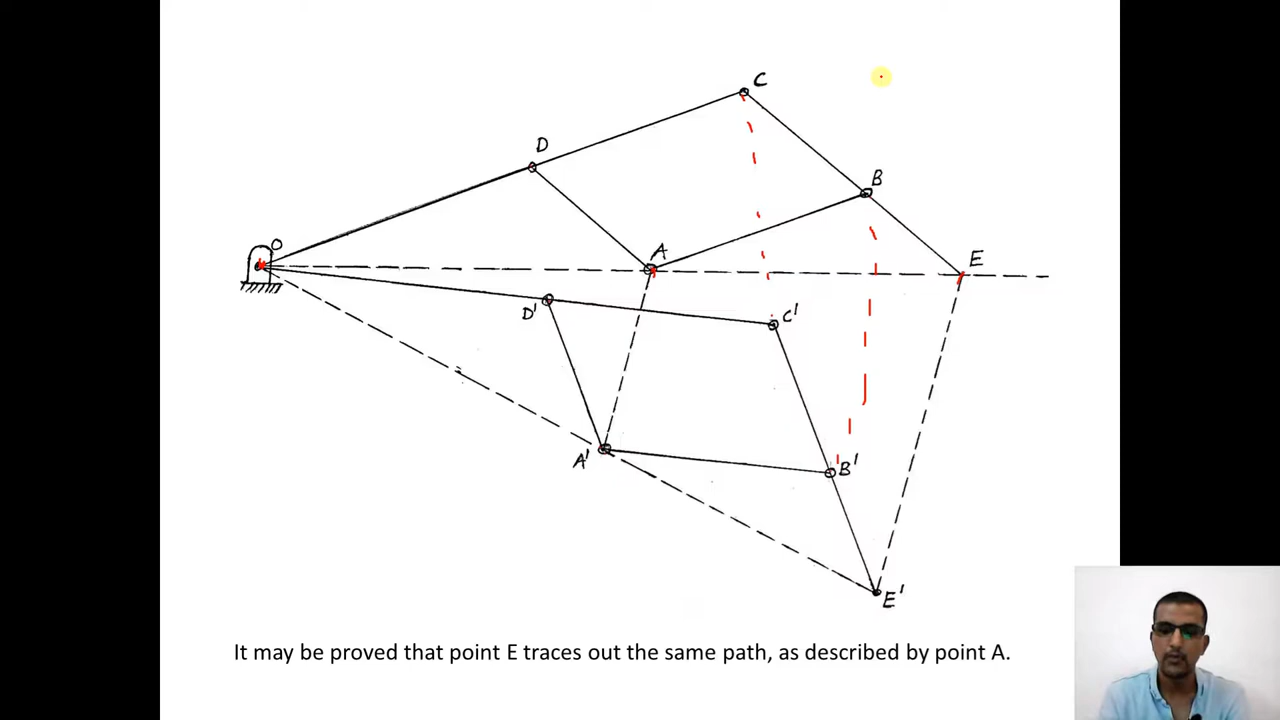 C
D
B
O
A
E
D'
C'
A'
B'
E'
It may be proved that point E traces out the same path, as described by point A.